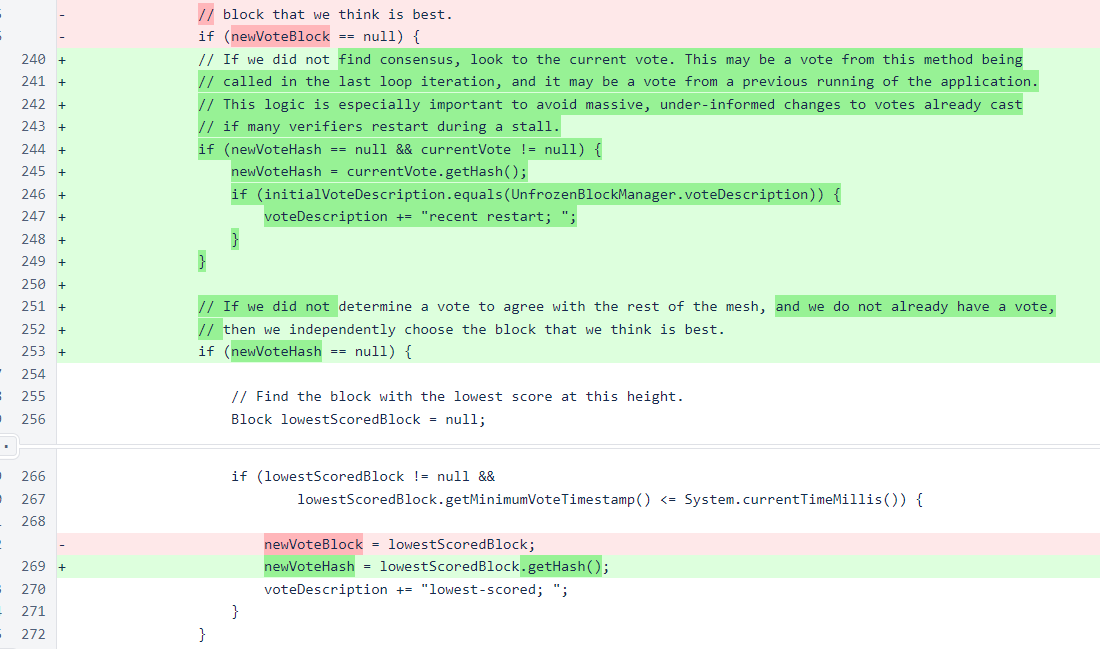 -                // block that we think is best.
-                if (newVoteBlock == null) {
240 +                // If we did not find consensus, look to the current vote. This may be a vote from this method being
241 +                // called in the last loop iteration, and it may be a vote from a previous running of the application.
242 +                // This logic is especially important to avoid massive, under-informed changes to votes already cast
243 +                // if many verifiers restart during a stall.
244 +                if (newVoteHash == null && currentVote != null) {
245 +                    newVoteHash = currentVote.getHash();
246 +                    if (initialVoteDescription.equals(UnfrozenBlockManager.voteDescription)) {
247 +                        voteDescription += "recent restart; ";
248 +                    }
249 +                }
250 +
251 +                // If we did not determine a vote to agree with the rest of the mesh, and we do not already have a vote,
252 +                // then we independently choose the block that we think is best.
253 +                if (newVoteHash == null) {
254
255                      // Find the block with the lowest score at this height.
256                      Block lowestScoredBlock = null;
266                      if (lowestScoredBlock != null &&
267                              lowestScoredBlock.getMinimumVoteTimestamp() <= System.currentTimeMillis()) {
268
-                        newVoteBlock = lowestScoredBlock;
269 +                        newVoteHash = lowestScoredBlock.getHash();
270                          voteDescription += "lowest-scored; ";
271                      }
272                  }